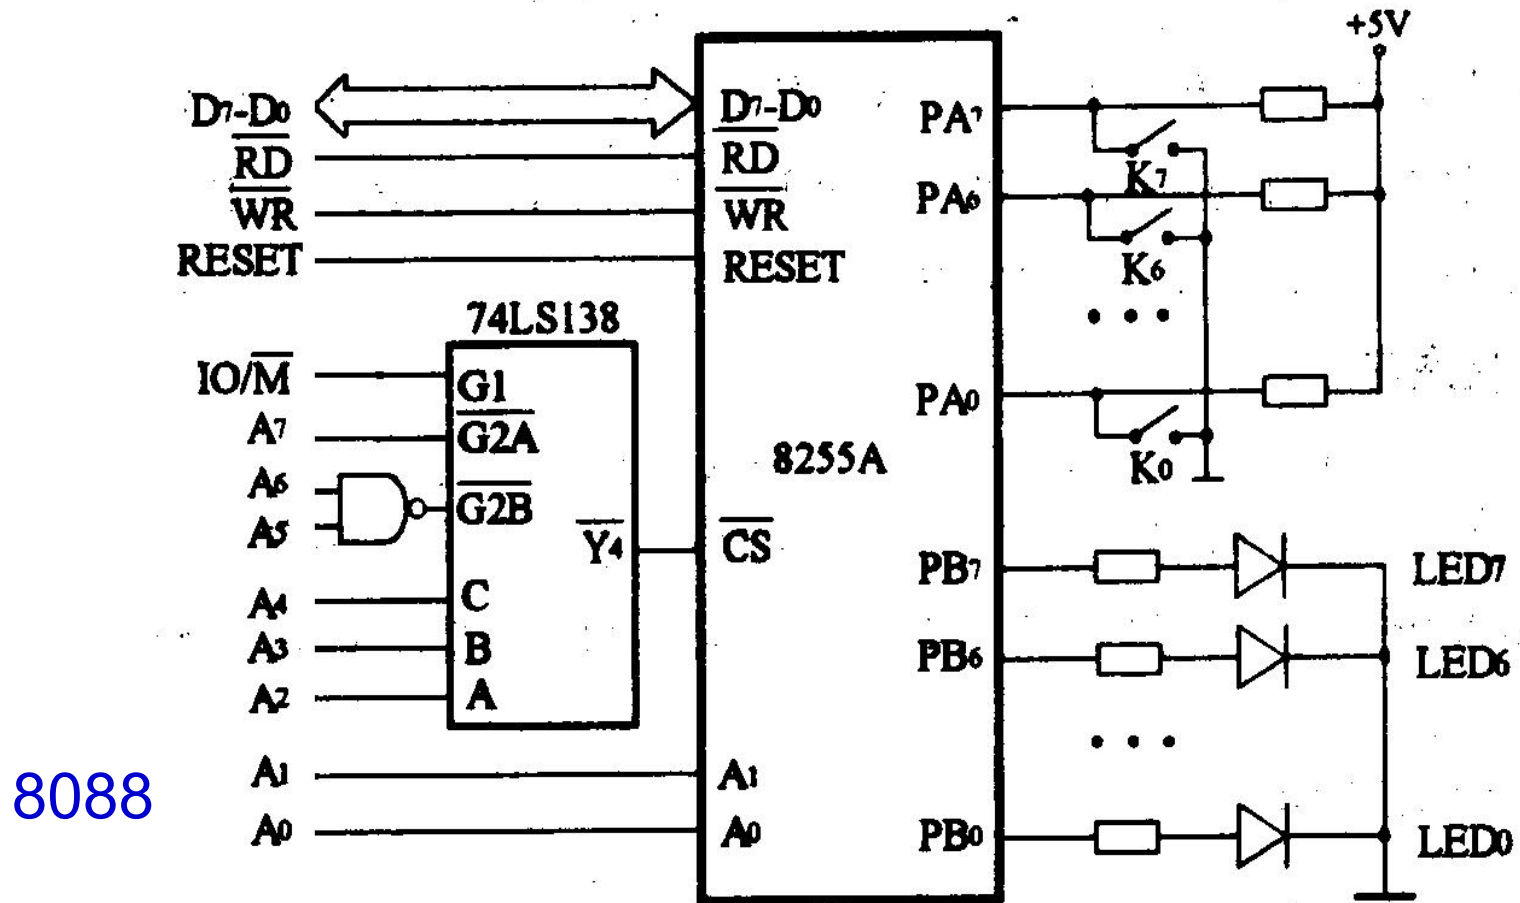 +5V
D7-D0
D7-D0
PA7
RD
RD
K7
WR
WR
PA6
RESET
RESET
K6
74LS138
IO/M
G1
PA0
A7
G2A
8255A
K0
A6
G2B
A5
Y4
CS
PB7
LED7
A4
C
A3
B
PB6
LED6
A2
A
8088
A1
A1
A0
A0
PB0
LED0